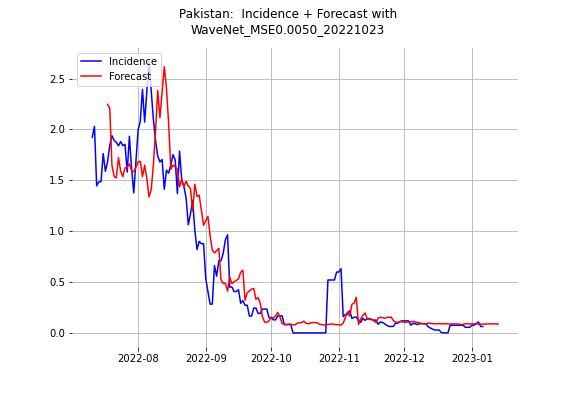 Pakistan:  Incidence + Forecast with
WaveNet_MSE0.0050_20221023
Incidence
Forecast
2.5
2.0
1.5
1.0
0.5
0.0
2022-08 2022-09 2022-10 2022-11 2022-12 2023-01